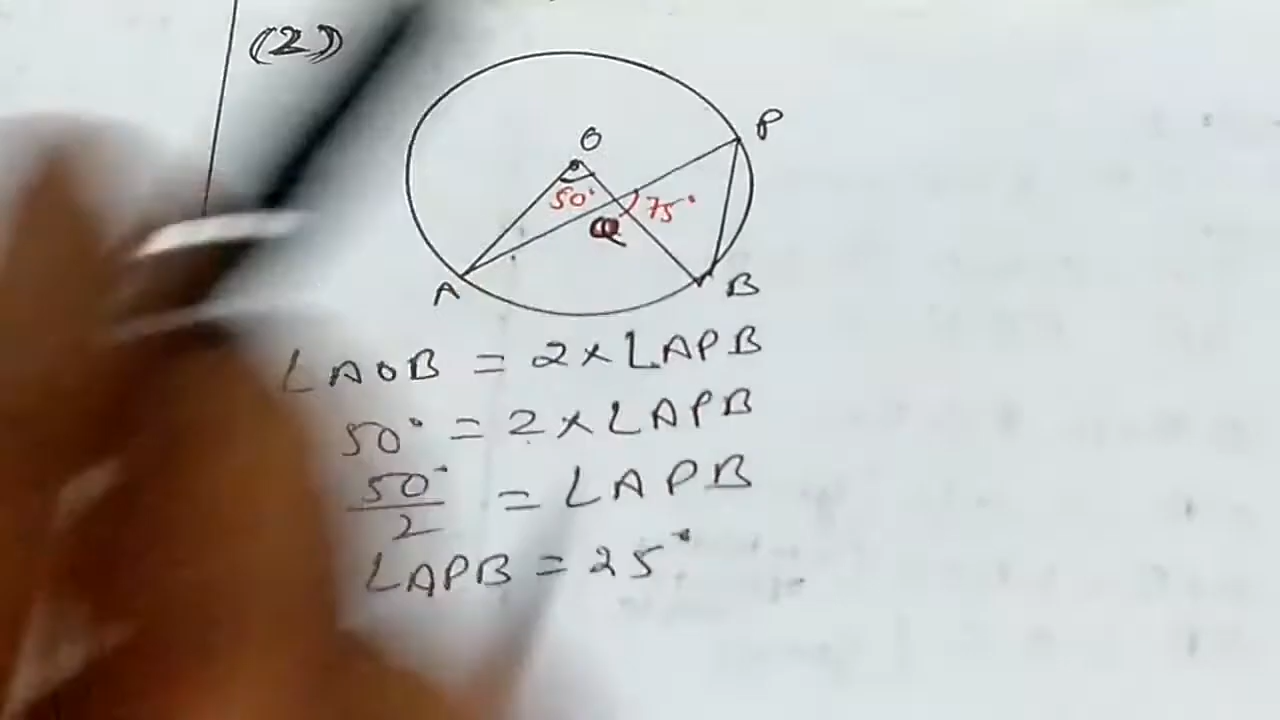 (2)
O
P
50°
75°
Q
A
B
∠AOB = 2 × ∠APB
50° = 2 × ∠APB
50°/2 = ∠APB
∠APB = 25°